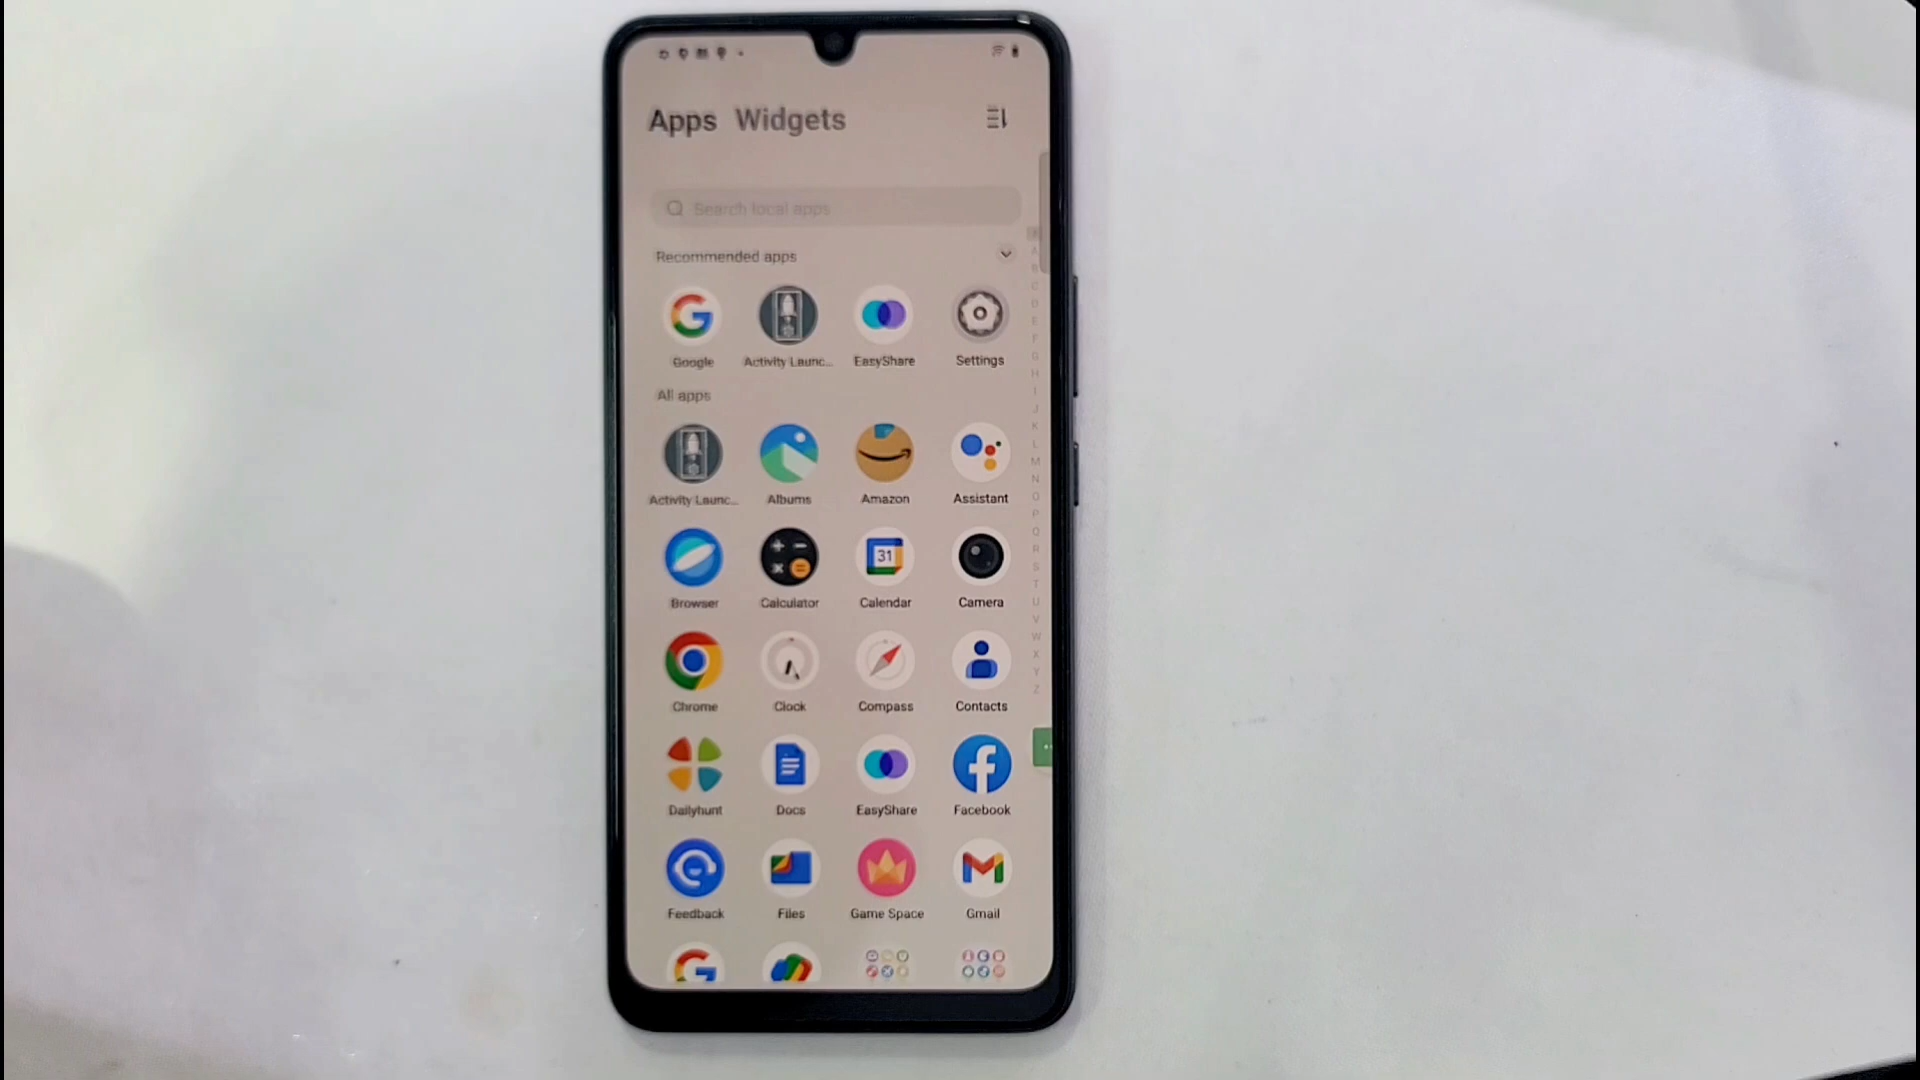 Apps Widgets
Search local apps
Recommended apps
Google Activity Launc... EasyShare Settings
All apps
Activity Launc... Albums Amazon Assistant
31
Browser Calculator Calendar Camera
Chrome Clock Compass Contacts
Dailyhunt Docs EasyShare Facebook
Feedback Files Game Space Gmail
A
B
C
D
E
F
G
H
I
J
K
L
M
N
O
P
Q
R
S
T
U
V
W
X
Y
Z